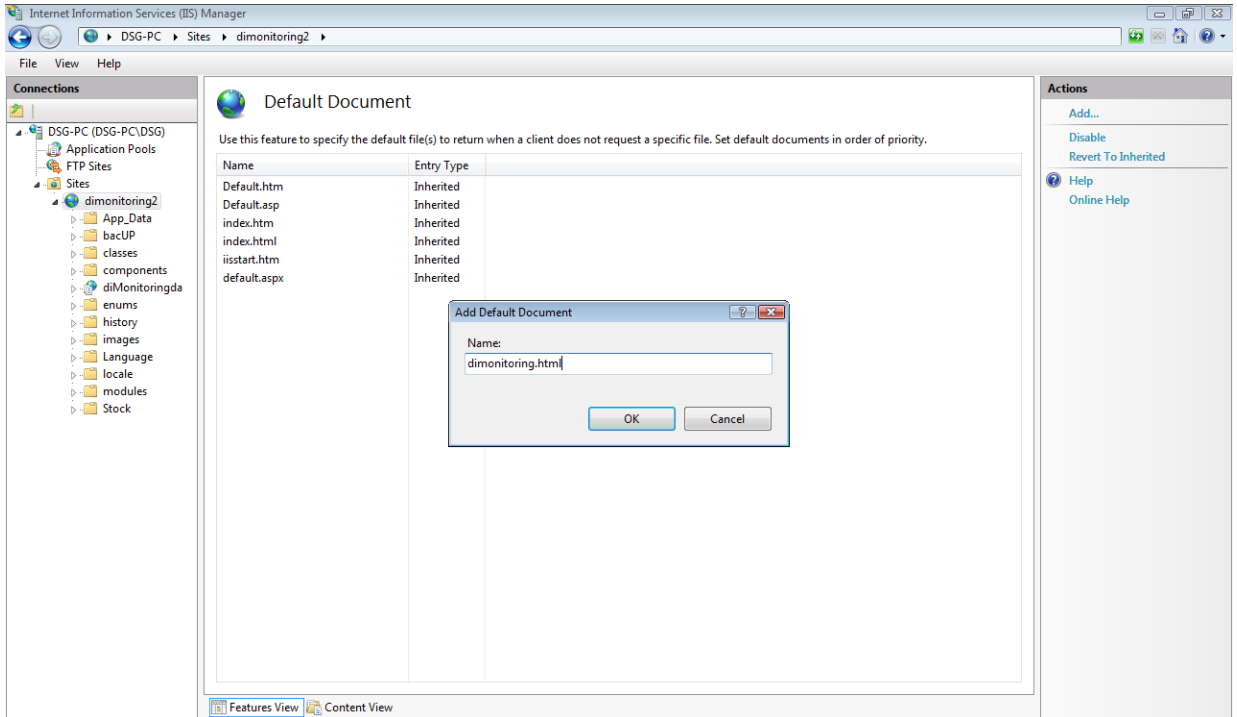 Internet Information Services (IIS) Manager
DSG-PC Sites dimonitoring2
File View Help
Connections
DSG-PC (DSG-PC\DSG)
Application Pools
FTP Sites
Sites
dimonitoring2
App_Data
bacUP
classes
components
diMonitoringda
enums
history
images
Language
locale
modules
Stock
Default Document
Use this feature to specify the default file(s) to return when a client does not request a specific file. Set default documents in order of priority.
Name Entry Type
Default.htm Inherited
Default.asp Inherited
index.htm Inherited
index.html Inherited
iisstart.htm Inherited
default.aspx Inherited
Add Default Document
Name:
dimonitoring.html
OK Cancel
Features View Content View
Actions
Add...
Disable
Revert To Inherited
Help
Online Help